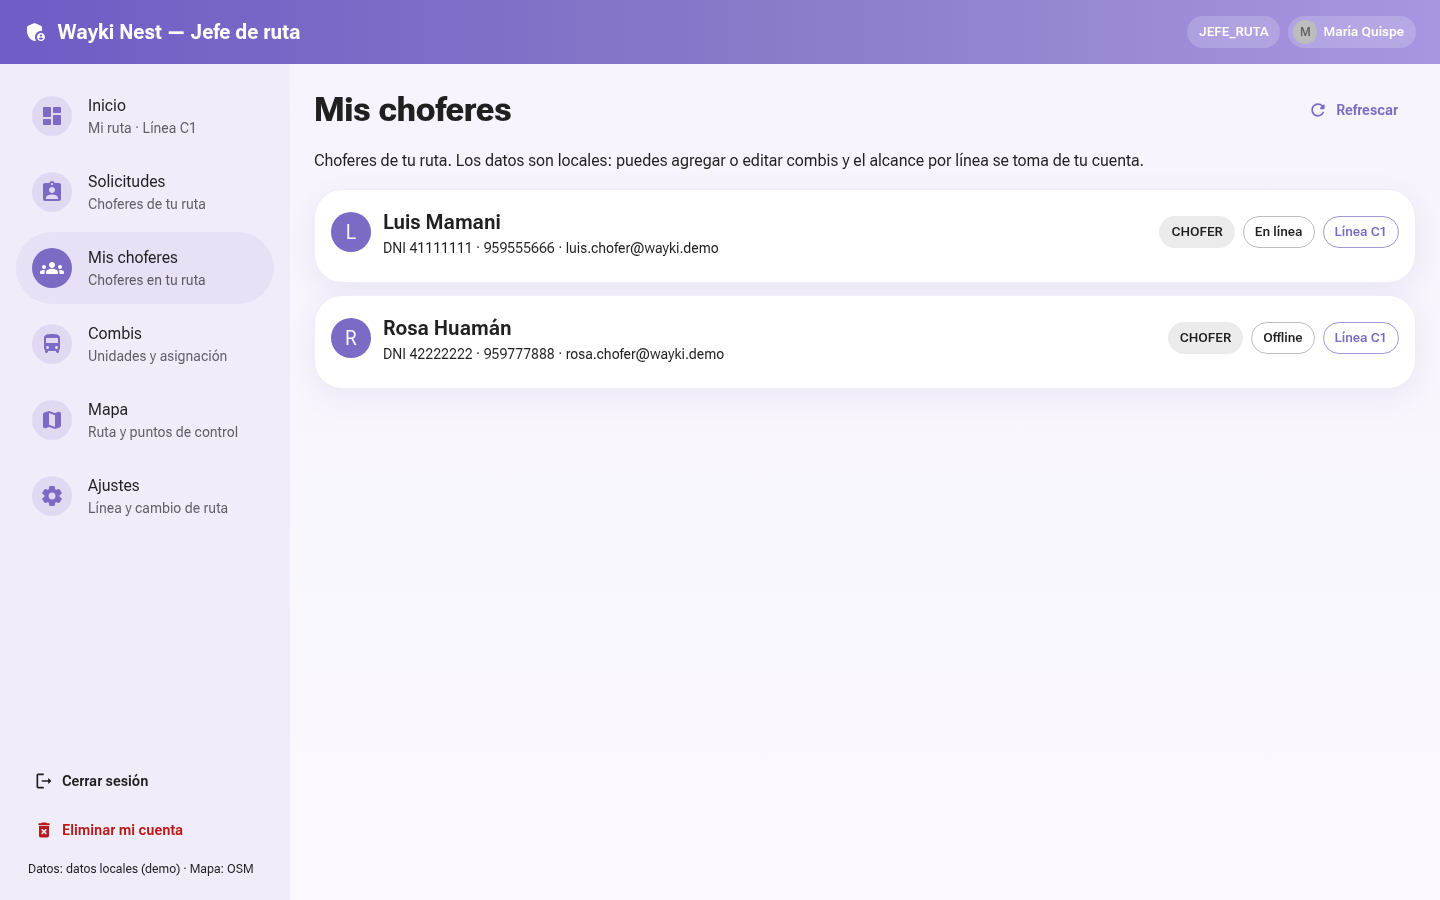 Wayki Nest — Jefe de ruta
JEFE_RUTA
M
María Quispe
Inicio
Mi ruta · Línea C1
Solicitudes
Choferes de tu ruta
Mis choferes
Choferes en tu ruta
Combis
Unidades y asignación
Mapa
Ruta y puntos de control
Ajustes
Línea y cambio de ruta
Cerrar sesión
Eliminar mi cuenta
Datos: datos locales (demo) · Mapa: OSM
Mis choferes
Refrescar
Choferes de tu ruta. Los datos son locales: puedes agregar o editar combis y el alcance por línea se toma de tu cuenta.
L
Luis Mamani
DNI 41111111 · 959555666 · luis.chofer@wayki.demo
CHOFER
En línea
Línea C1
R
Rosa Huamán
DNI 42222222 · 959777888 · rosa.chofer@wayki.demo
CHOFER
Offline
Línea C1